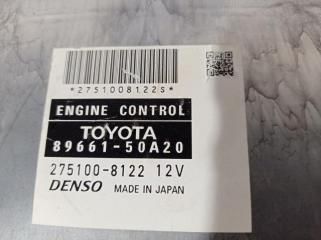 *2751008122S*
ENGINE CONTROL
TOYOTA
89661-50A20
275100-8122 12V
DENSO MADE IN JAPAN